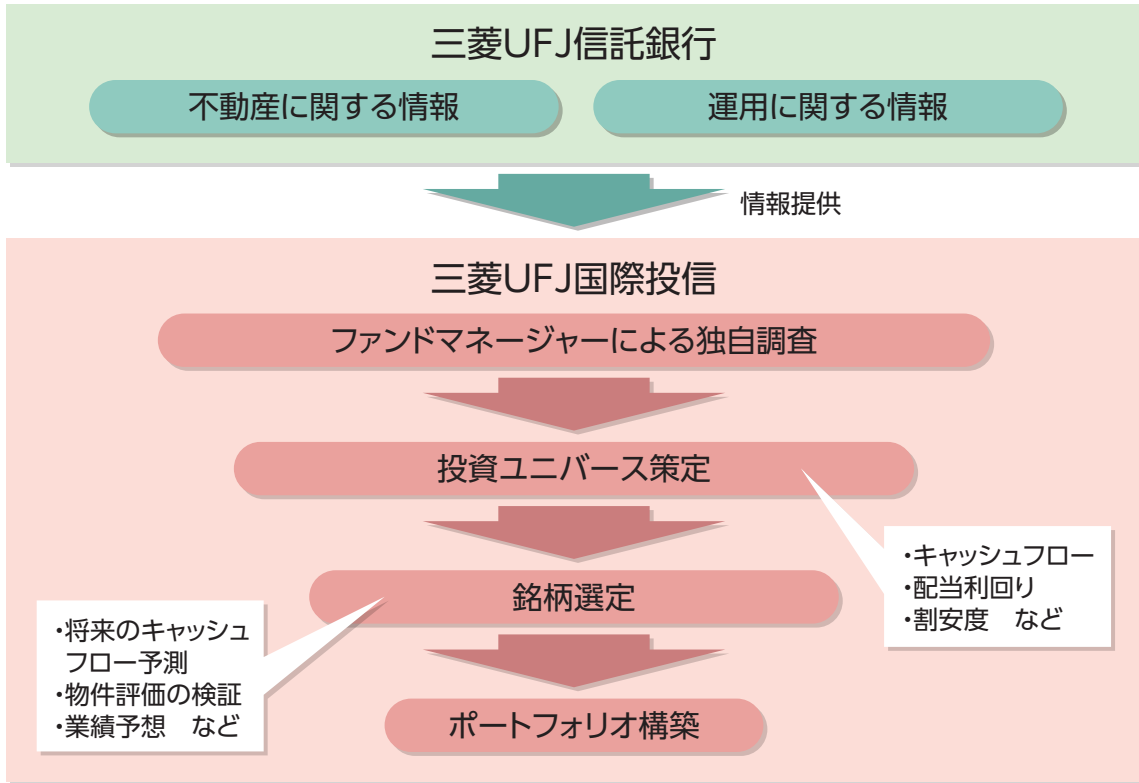 三菱UFJ信託銀行
不動産に関する情報
運用に関する情報
情報提供
三菱UFJ国際投信
ファンドマネージャーによる独自調査
投資ユニバース策定
・キャッシュフロー
・配当利回り
・割安度　など
銘柄選定
・将来のキャッシュ
フロー予測
・物件評価の検証
・業績予想　など
ポートフォリオ構築